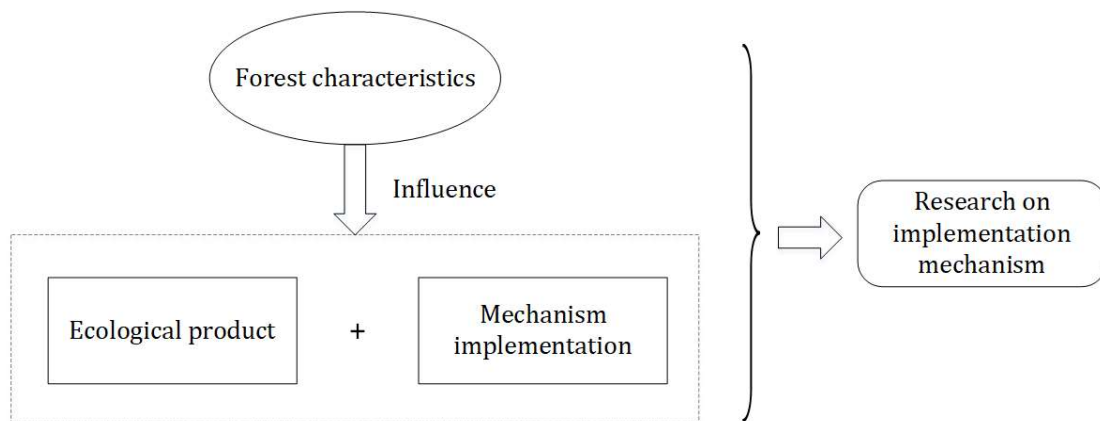 Forest characteristics
Influence
Ecological product
+
Mechanism
implementation
Research on
implementation
mechanism